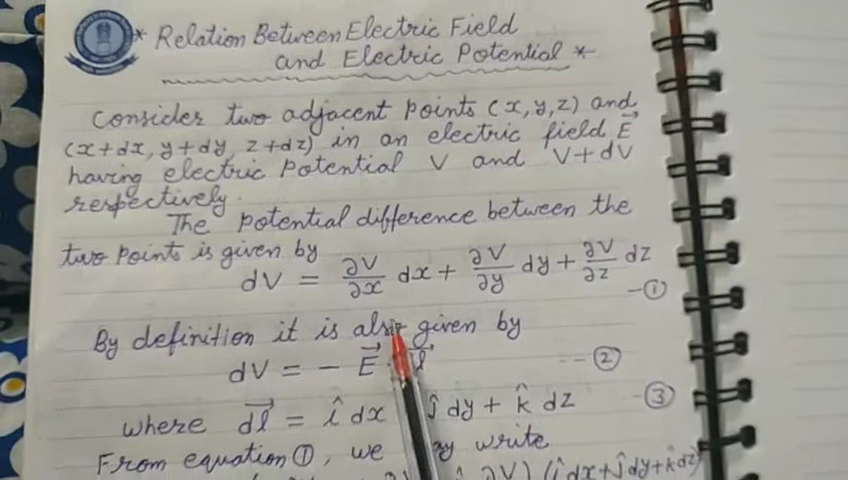 * Relation Between Electric Field
and Electric Potential *
Consider two adjacent points (x, y, z) and
(x+dx, y+dy, z+dz) in an electric field E⃗
having electric potential V and V+dV
respectively.
The potential difference between the
two points is given by
dV = ∂V/∂x dx + ∂V/∂y dy + ∂V/∂z dz -①
By definition it is also given by
dV = - E⃗ -②
where d⃗l = î dx ĵ dy + k̂ dz -③
From equation ①, we write
∂V) (î dx + ĵ dy + k̂ dz)